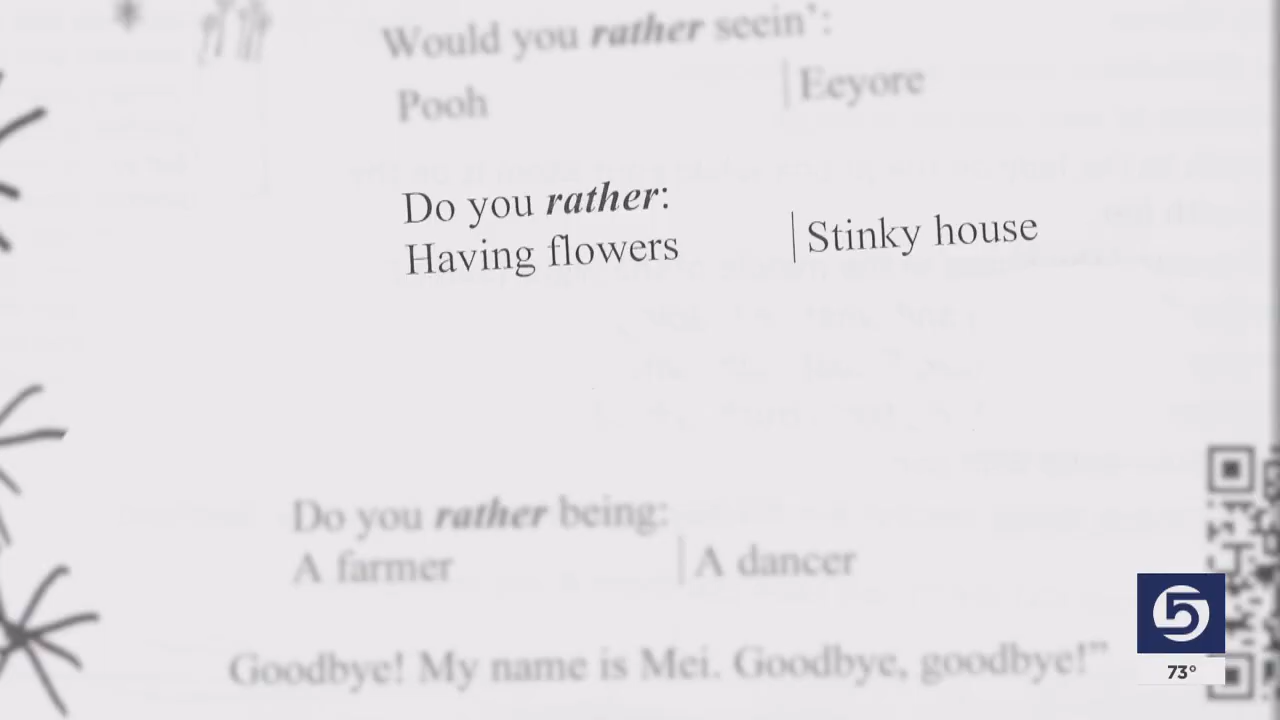 Would you rather seein’:
Pooh | Eeyore
Do you rather:
Having flowers | Stinky house
Do you rather being:
A farmer | A dancer
Goodbye! My name is Mei. Goodbye, goodbye!”
5
73°